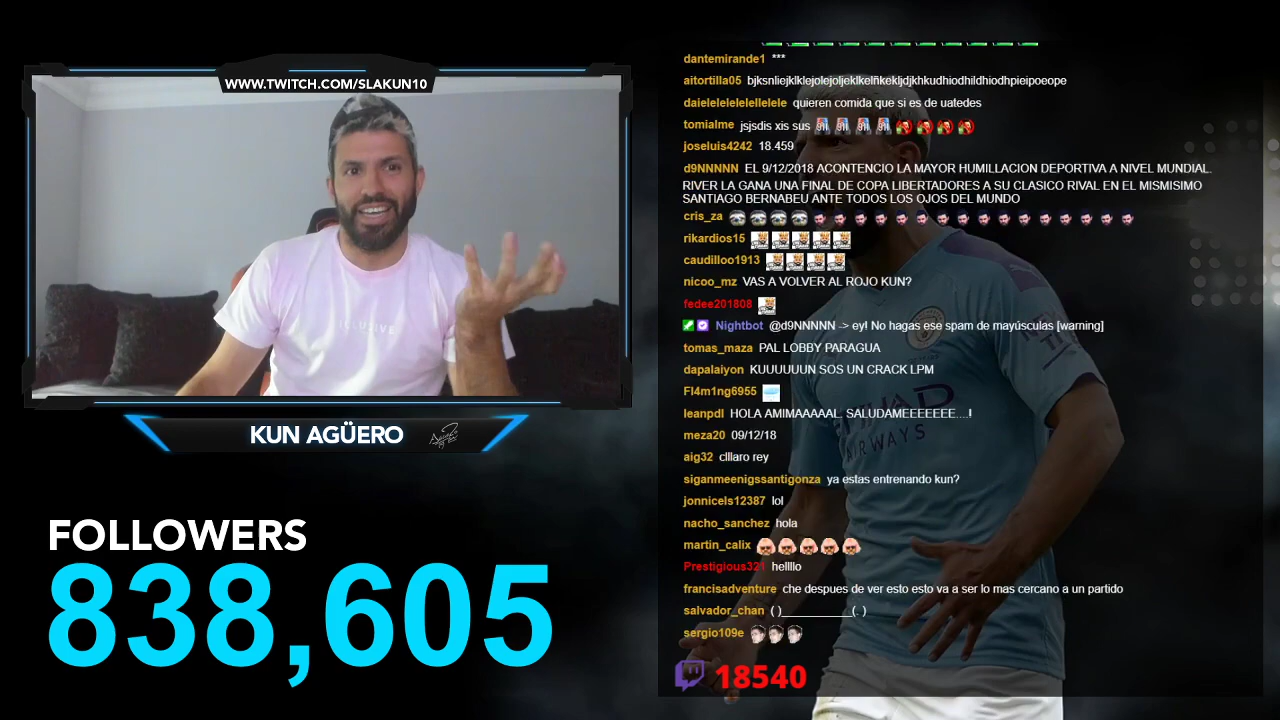 WWW.TWITCH.COM/SLAKUN10
KUN AGÜERO
FOLLOWERS
838,605
dantemirande1 ***
aitortilla05 bjksnliejklklejolejoljeklkelñkekljdjkhkudhiodhildhiodhpieipoeope
daielelelelelellelele quieren comida que si es de uatedes
tomialme jsjsdis xis sus
joseluis4242 18.459
d9NNNNN EL 9/12/2018 ACONTENCIO LA MAYOR HUMILLACION DEPORTIVA A NIVEL MUNDIAL.
RIVER LA GANA UNA FINAL DE COPA LIBERTADORES A SU CLASICO RIVAL EN EL MISMISIMO
SANTIAGO BERNABEU ANTE TODOS LOS OJOS DEL MUNDO
cris_za
rikardios15
caudilloo1913
nicoo_mz VAS A VOLVER AL ROJO KUN?
fedee201808
Nightbot @d9NNNNN -> ey! No hagas ese spam de mayúsculas [warning]
tomas_maza PAL LOBBY PARAGUA
dapalaiyon KUUUUUUN SOS UN CRACK LPM
Fl4m1ng6955
leanpdl HOLA AMIMAAAAAL, SALUDAMEEEEEEE....!
meza20 09/12/18
aig32 clllaro rey
siganmeenigssantigonza ya estas entrenando kun?
jonnicels12387 lol
nacho_sanchez hola
martin_calix
Prestigious321 helllllo
francisadventure che despues de ver esto esto va a ser lo mas cercano a un partido
salvador_chan ( )____________(. )
sergio109e
18540
ETIHAD
AIRWAYS